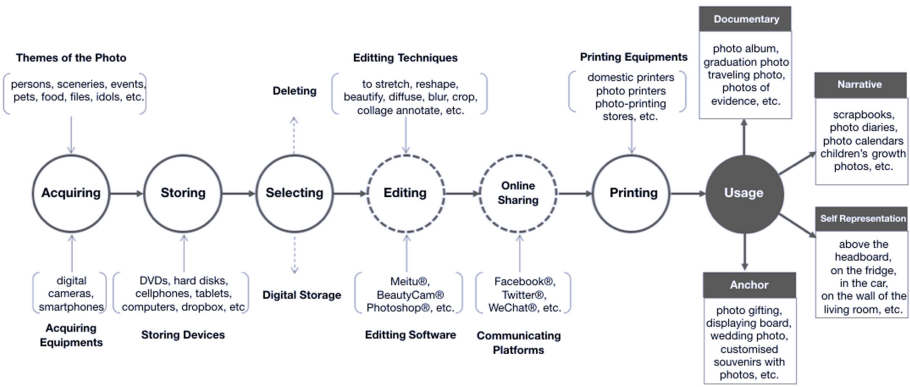 Themes of the Photo
persons, sceneries, events,
pets, food, files, idols, etc.
Acquiring
digital
cameras,
smartphones
Acquiring
Equipments
Storing
DVDs, hard disks,
cellphones, tablets,
computers, dropbox, etc
Storing Devices
Deleting
Selecting
Digital Storage
Editting Techniques
to stretch, reshape,
beautify, diffuse, blur, crop,
collage annotate, etc.
Editing
Meitu®,
BeautyCam®
Photoshop®, etc.
Editting Software
Online
Sharing
Facebook®,
Twitter®,
WeChat®, etc.
Communicating
Platforms
Printing Equipments
domestic printers
photo printers
photo-printing
stores, etc.
Printing
Usage
Documentary
photo album,
graduation photo
traveling photo,
photos of
evidence, etc.
Narrative
scrapbooks,
photo diaries,
photo calendars
children's growth
photos, etc.
Self Representation
above the
headboard,
on the fridge,
in the car,
on the wall of the
living room, etc.
Anchor
photo gifting,
displaying board,
wedding photo,
customised
souvenirs with
photos, etc.